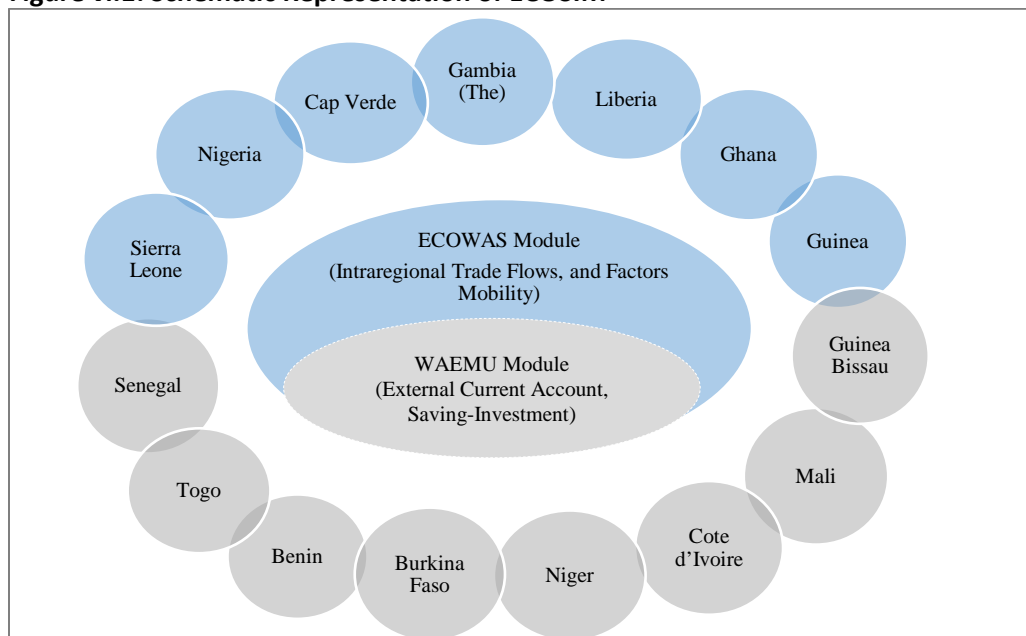 Gambia
(The)
Cap Verde
Liberia
Nigeria
Ghana
Sierra
Leone
Guinea
ECOWAS Module
(Intraregional Trade Flows, and Factors
Mobility)
WAEMU Module
(External Current Account,
Saving-Investment)
Guinea
Bissau
Senegal
Mali
Togo
Cote
d’Ivoire
Benin
Burkina
Faso
Niger